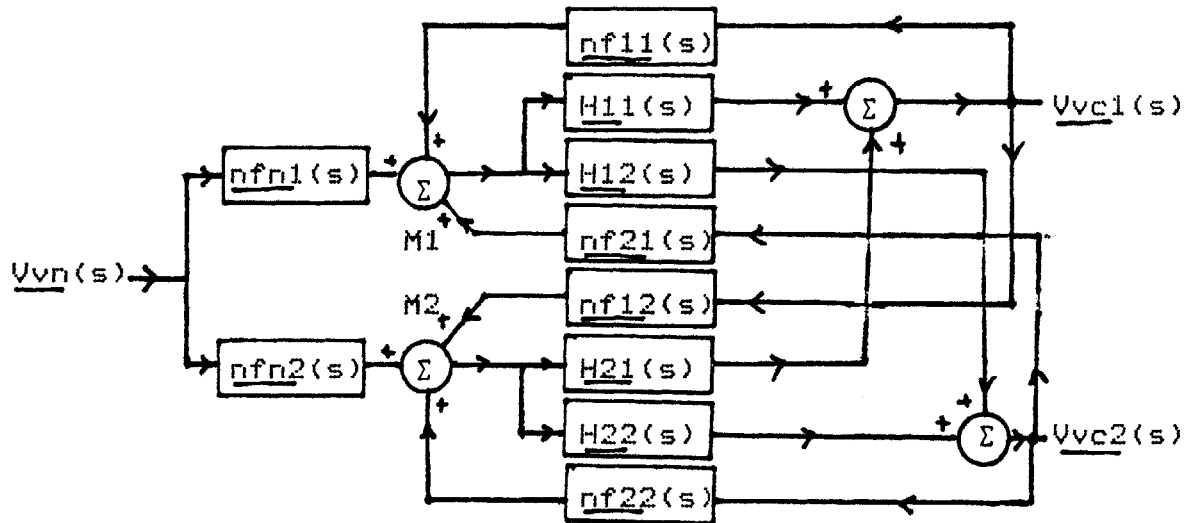 nf11(s)
H11(s)
+
Σ
Vvc1(s)
+
+
nfn1(s)
+
Σ
H12(s)
+
M1
nf21(s)
Vvn(s)
M2
+
nf12(s)
nfn2(s)
+
Σ
H21(s)
+
H22(s)
+
+
Σ
Vvc2(s)
nf22(s)